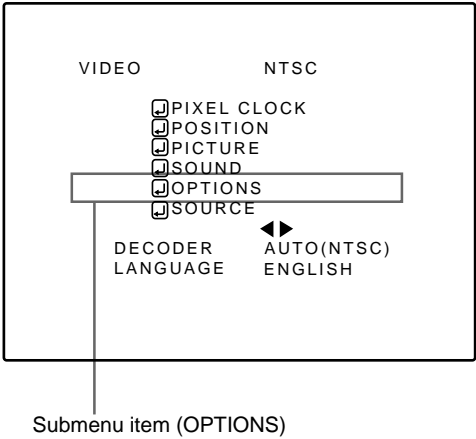 VIDEO NTSC
PIXEL CLOCK
POSITION
PICTURE
SOUND
OPTIONS
SOURCE
DECODER AUTO(NTSC)
LANGUAGE ENGLISH
Submenu item (OPTIONS)